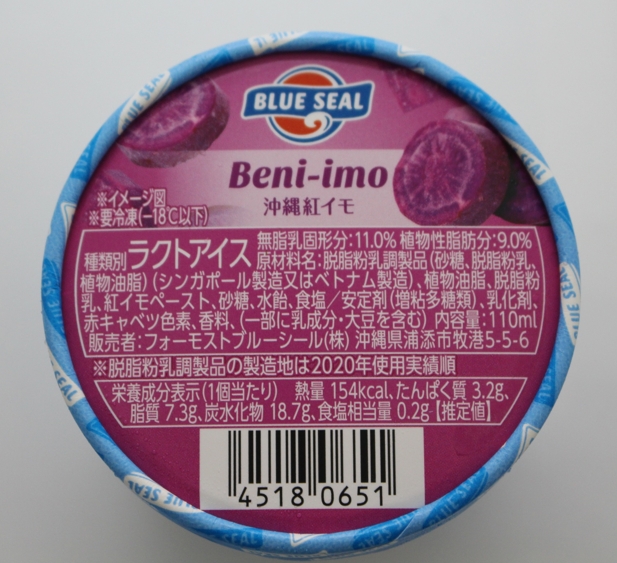 BLUE SEAL
Beni-imo
沖縄紅イモ
※イメージ図
※要冷凍(−18℃以下)
種類別 ラクトアイス 無脂乳固形分:11.0% 植物性脂肪分:9.0%
原材料名:脱脂粉乳調製品(砂糖、脱脂粉乳、
植物油脂)(シンガポール製造又はベトナム製造)、植物油脂、脱脂粉
乳、紅イモペースト、砂糖、水飴、食塩/安定剤(増粘多糖類)、乳化剤、
赤キャベツ色素、香料、(一部に乳成分・大豆を含む) 内容量:110ml
販売者:フォーモストブルーシール(株) 沖縄県浦添市牧港5-5-6
※脱脂粉乳調製品の製造地は2020年使用実績順
栄養成分表示(1個当たり) 熱量 154kcal、たんぱく質 3.2g、
脂質 7.3g、炭水化物 18.7g、食塩相当量 0.2g【推定値】
4518 0651
BLUE SEAL